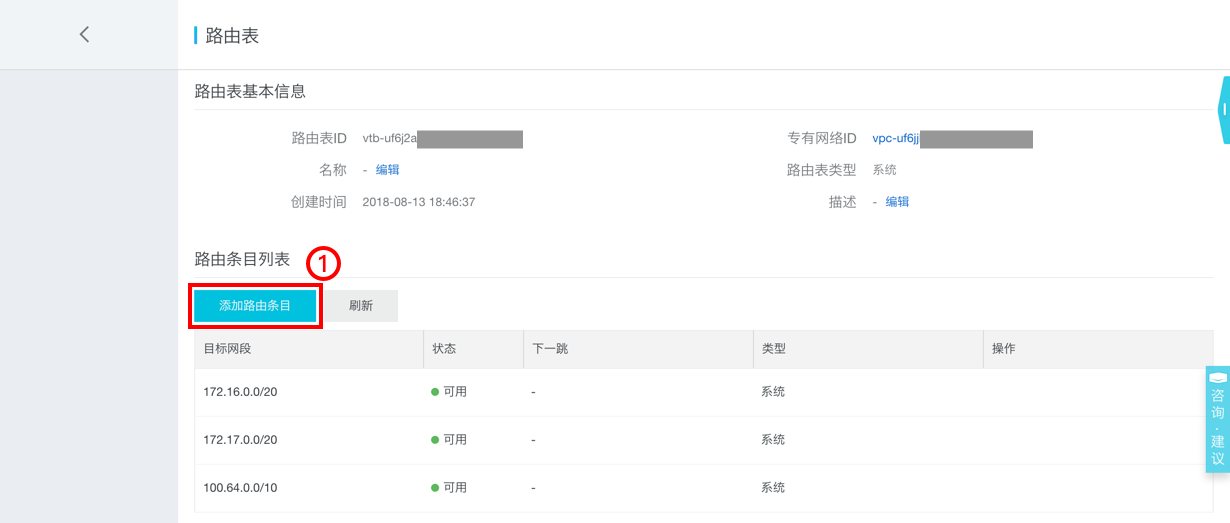 路由表
路由表基本信息
路由表ID vtb-uf6j2a
专有网络ID vpc-uf6jj
名称 - 编辑
路由表类型 系统
创建时间 2018-08-13 18:46:37
描述 - 编辑
路由条目列表
1
添加路由条目 刷新
目标网段 状态 下一跳 类型 操作
172.16.0.0/20 可用 - 系统
172.17.0.0/20 可用 - 系统
100.64.0.0/10 可用 - 系统
咨询·建议